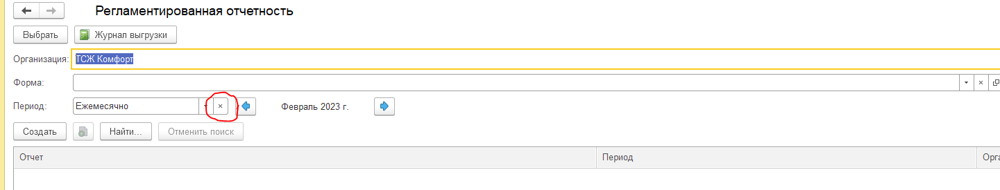 Регламентированная отчетность
Выбрать Журнал выгрузки
Организация: ТСЖ Комфорт
Форма:
Период: Ежемесячно Февраль 2023 г.
Создать Найти... Отменить поиск
Отчет Период Орга